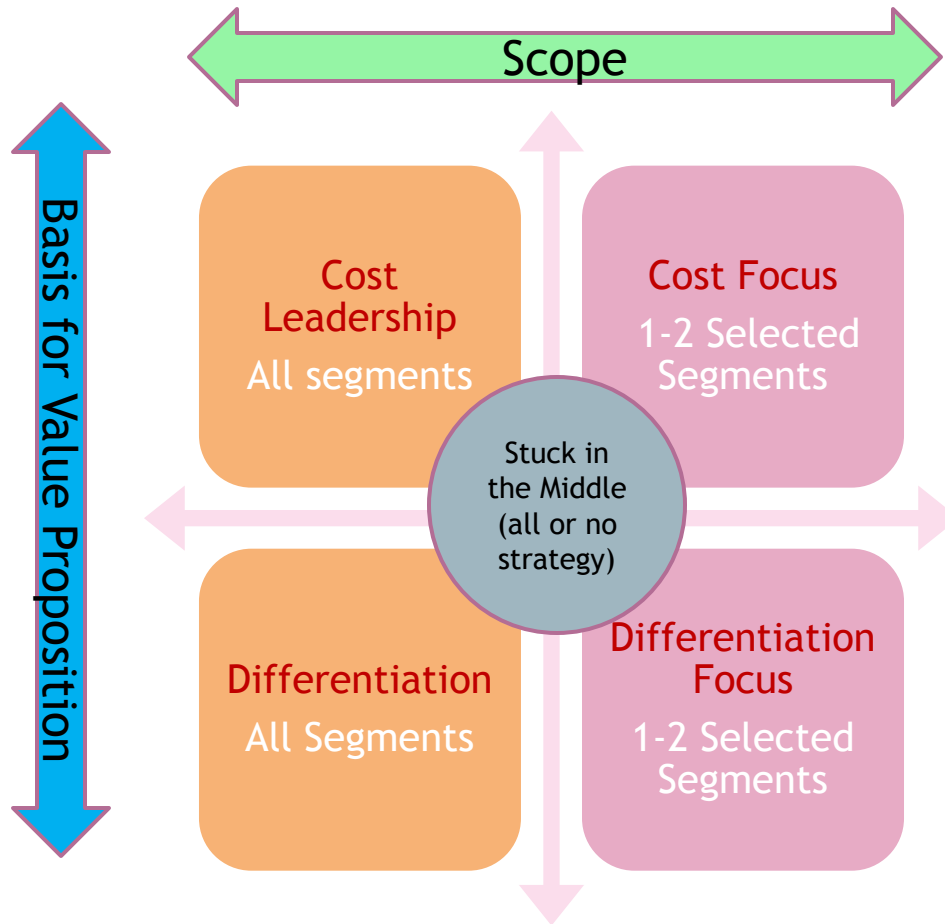 Scope
Basis for Value Proposition
Cost
Leadership
All segments
Cost Focus
1-2 Selected
Segments
Stuck in
the Middle
(all or no
strategy)
Differentiation
All Segments
Differentiation
Focus
1-2 Selected
Segments